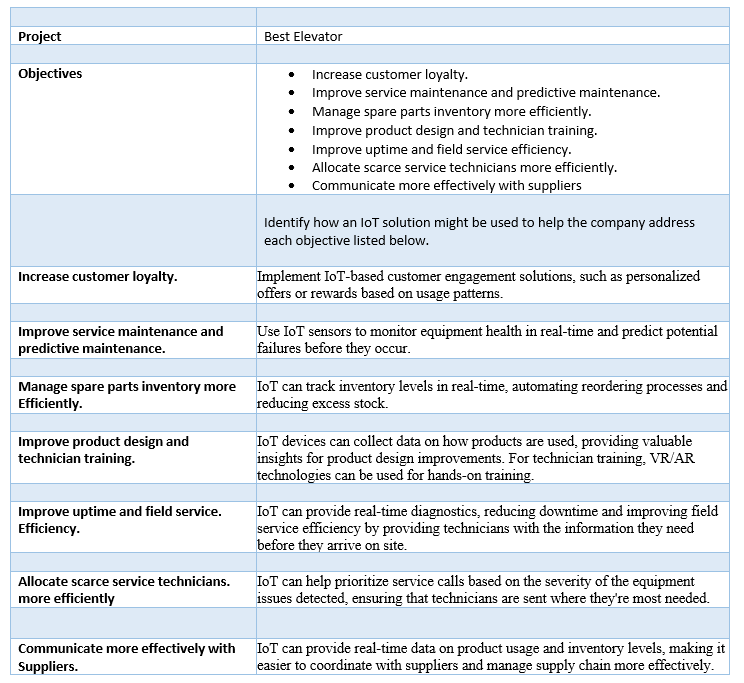 Project
Best Elevator
Objectives
• Increase customer loyalty.
• Improve service maintenance and predictive maintenance.
• Manage spare parts inventory more efficiently.
• Improve product design and technician training.
• Improve uptime and field service efficiency.
• Allocate scarce service technicians more efficiently.
• Communicate more effectively with suppliers
Identify how an IoT solution might be used to help the company address
each objective listed below.
Increase customer loyalty.
Implement IoT-based customer engagement solutions, such as personalized
offers or rewards based on usage patterns.
Improve service maintenance and
predictive maintenance.
Use IoT sensors to monitor equipment health in real-time and predict potential
failures before they occur.
Manage spare parts inventory more
Efficiently.
IoT can track inventory levels in real-time, automating reordering processes and
reducing excess stock.
Improve product design and
technician training.
IoT devices can collect data on how products are used, providing valuable
insights for product design improvements. For technician training, VR/AR
technologies can be used for hands-on training.
Improve uptime and field service.
Efficiency.
IoT can provide real-time diagnostics, reducing downtime and improving field
service efficiency by providing technicians with the information they need
before they arrive on site.
Allocate scarce service technicians.
more efficiently
IoT can help prioritize service calls based on the severity of the equipment
issues detected, ensuring that technicians are sent where they're most needed.
Communicate more effectively with
Suppliers.
IoT can provide real-time data on product usage and inventory levels, making it
easier to coordinate with suppliers and manage supply chain more effectively.